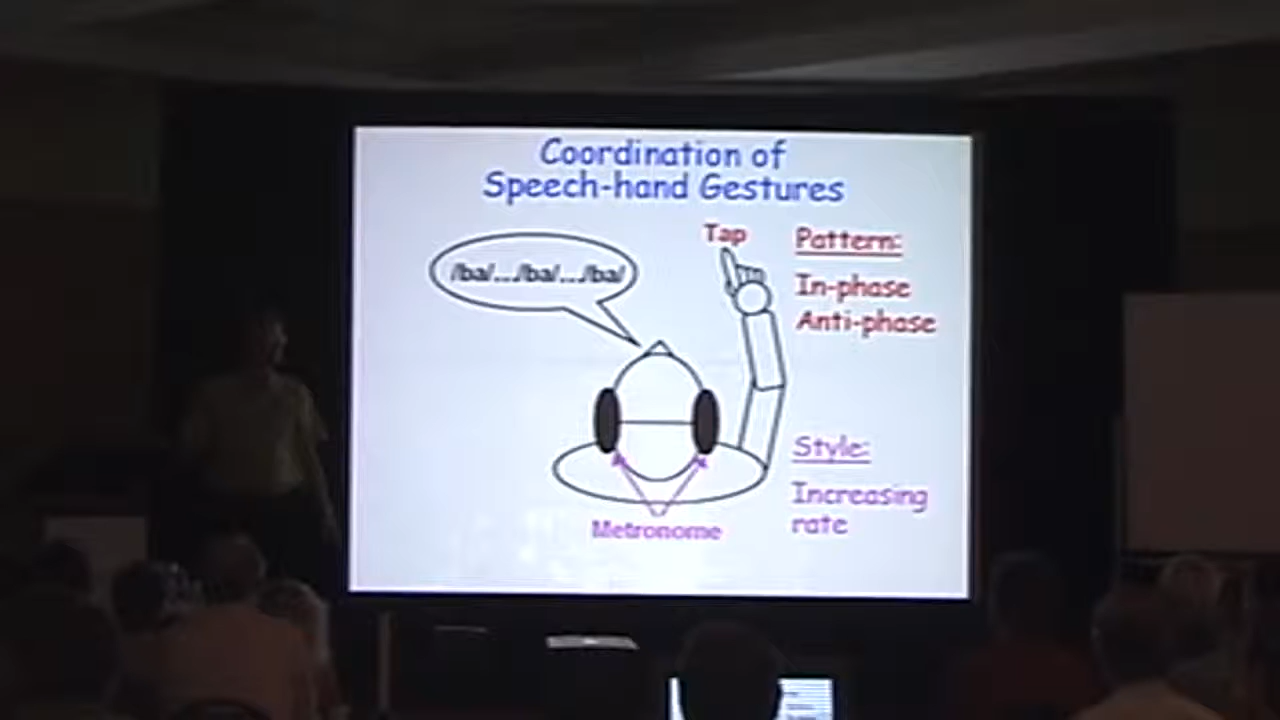 Coordination of
Speech-hand Gestures
/ba/.../ba/.../ba/
Tap
Pattern:
In-phase
Anti-phase
Style:
Increasing
rate
Metronome